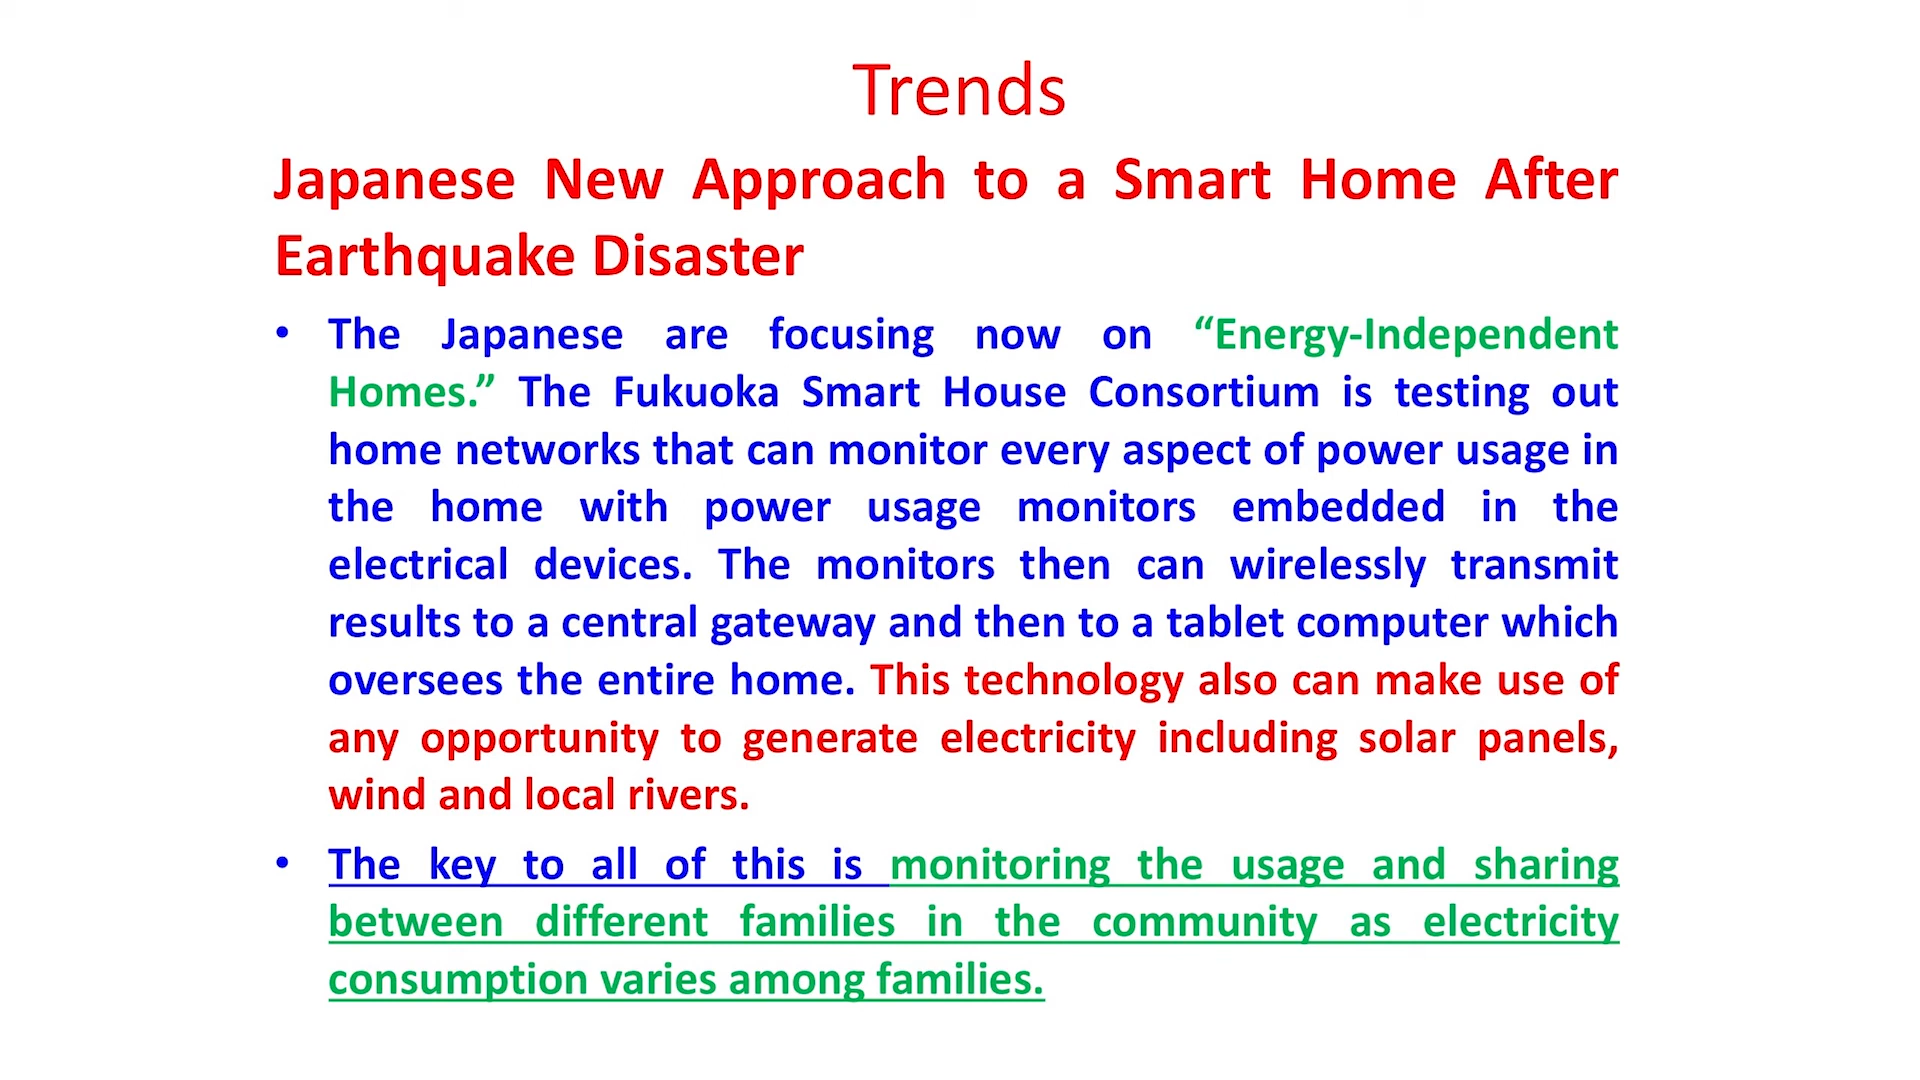 Trends
Japanese New Approach to a Smart Home After
Earthquake Disaster
• The Japanese are focusing now on “Energy-Independent
Homes.” The Fukuoka Smart House Consortium is testing out
home networks that can monitor every aspect of power usage in
the home with power usage monitors embedded in the
electrical devices. The monitors then can wirelessly transmit
results to a central gateway and then to a tablet computer which
oversees the entire home. This technology also can make use of
any opportunity to generate electricity including solar panels,
wind and local rivers.
• The key to all of this is monitoring the usage and sharing
between different families in the community as electricity
consumption varies among families.